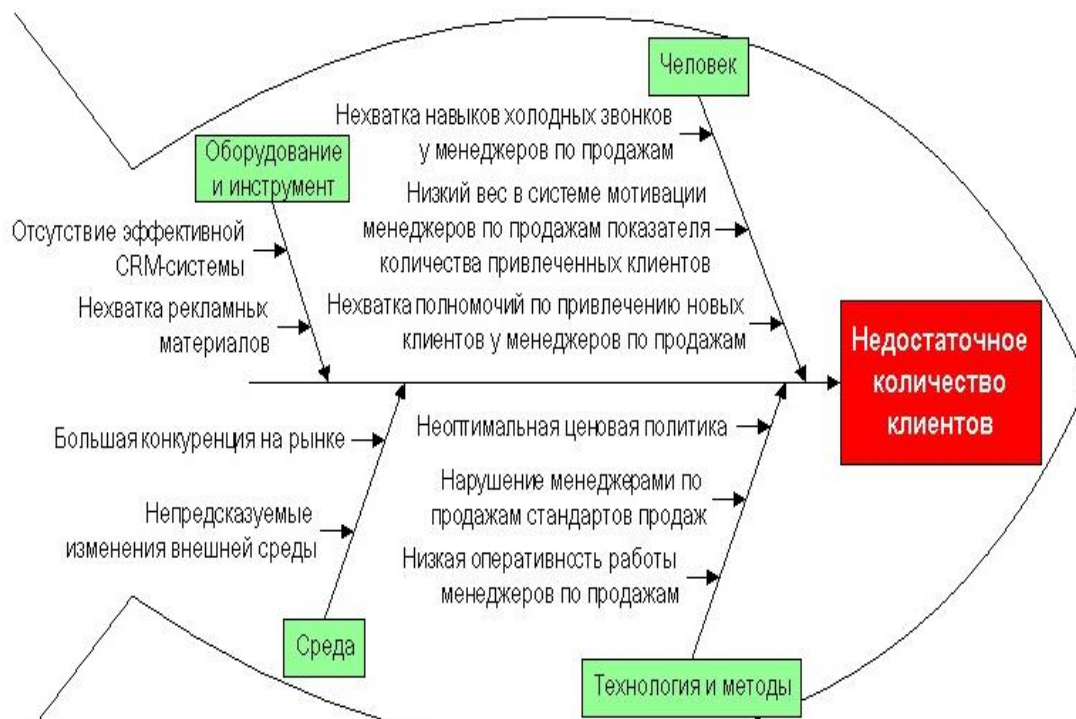 Человек
Нехватка навыков холодных звонков
у менеджеров по продажам
Низкий вес в системе мотивации
менеджеров по продажам показателя
количества привлеченных клиентов
Нехватка полномочий по привлечению новых
клиентов у менеджеров по продажам
Оборудование
и инструмент
Отсутствие эффективной
CRM-системы
Нехватка рекламных
материалов
Недостаточное
количество
клиентов
Большая конкуренция на рынке
Непредсказуемые
изменения внешней среды
Среда
Неоптимальная ценовая политика
Нарушение менеджерами по
продажам стандартов продаж
Низкая оперативность работы
менеджеров по продажам
Технология и методы